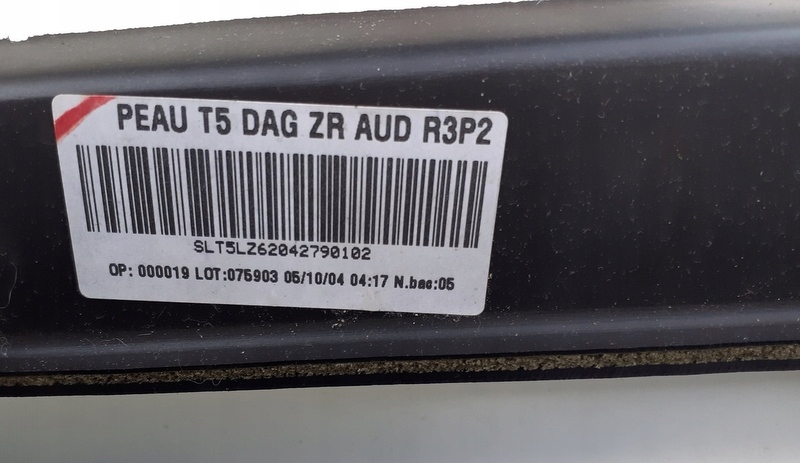 PEAU T5 DAG ZR AUD R3P2
SLT5LZ62042790102
OP: 000019 LOT:075903 05/10/04 04:17 N.bac:05